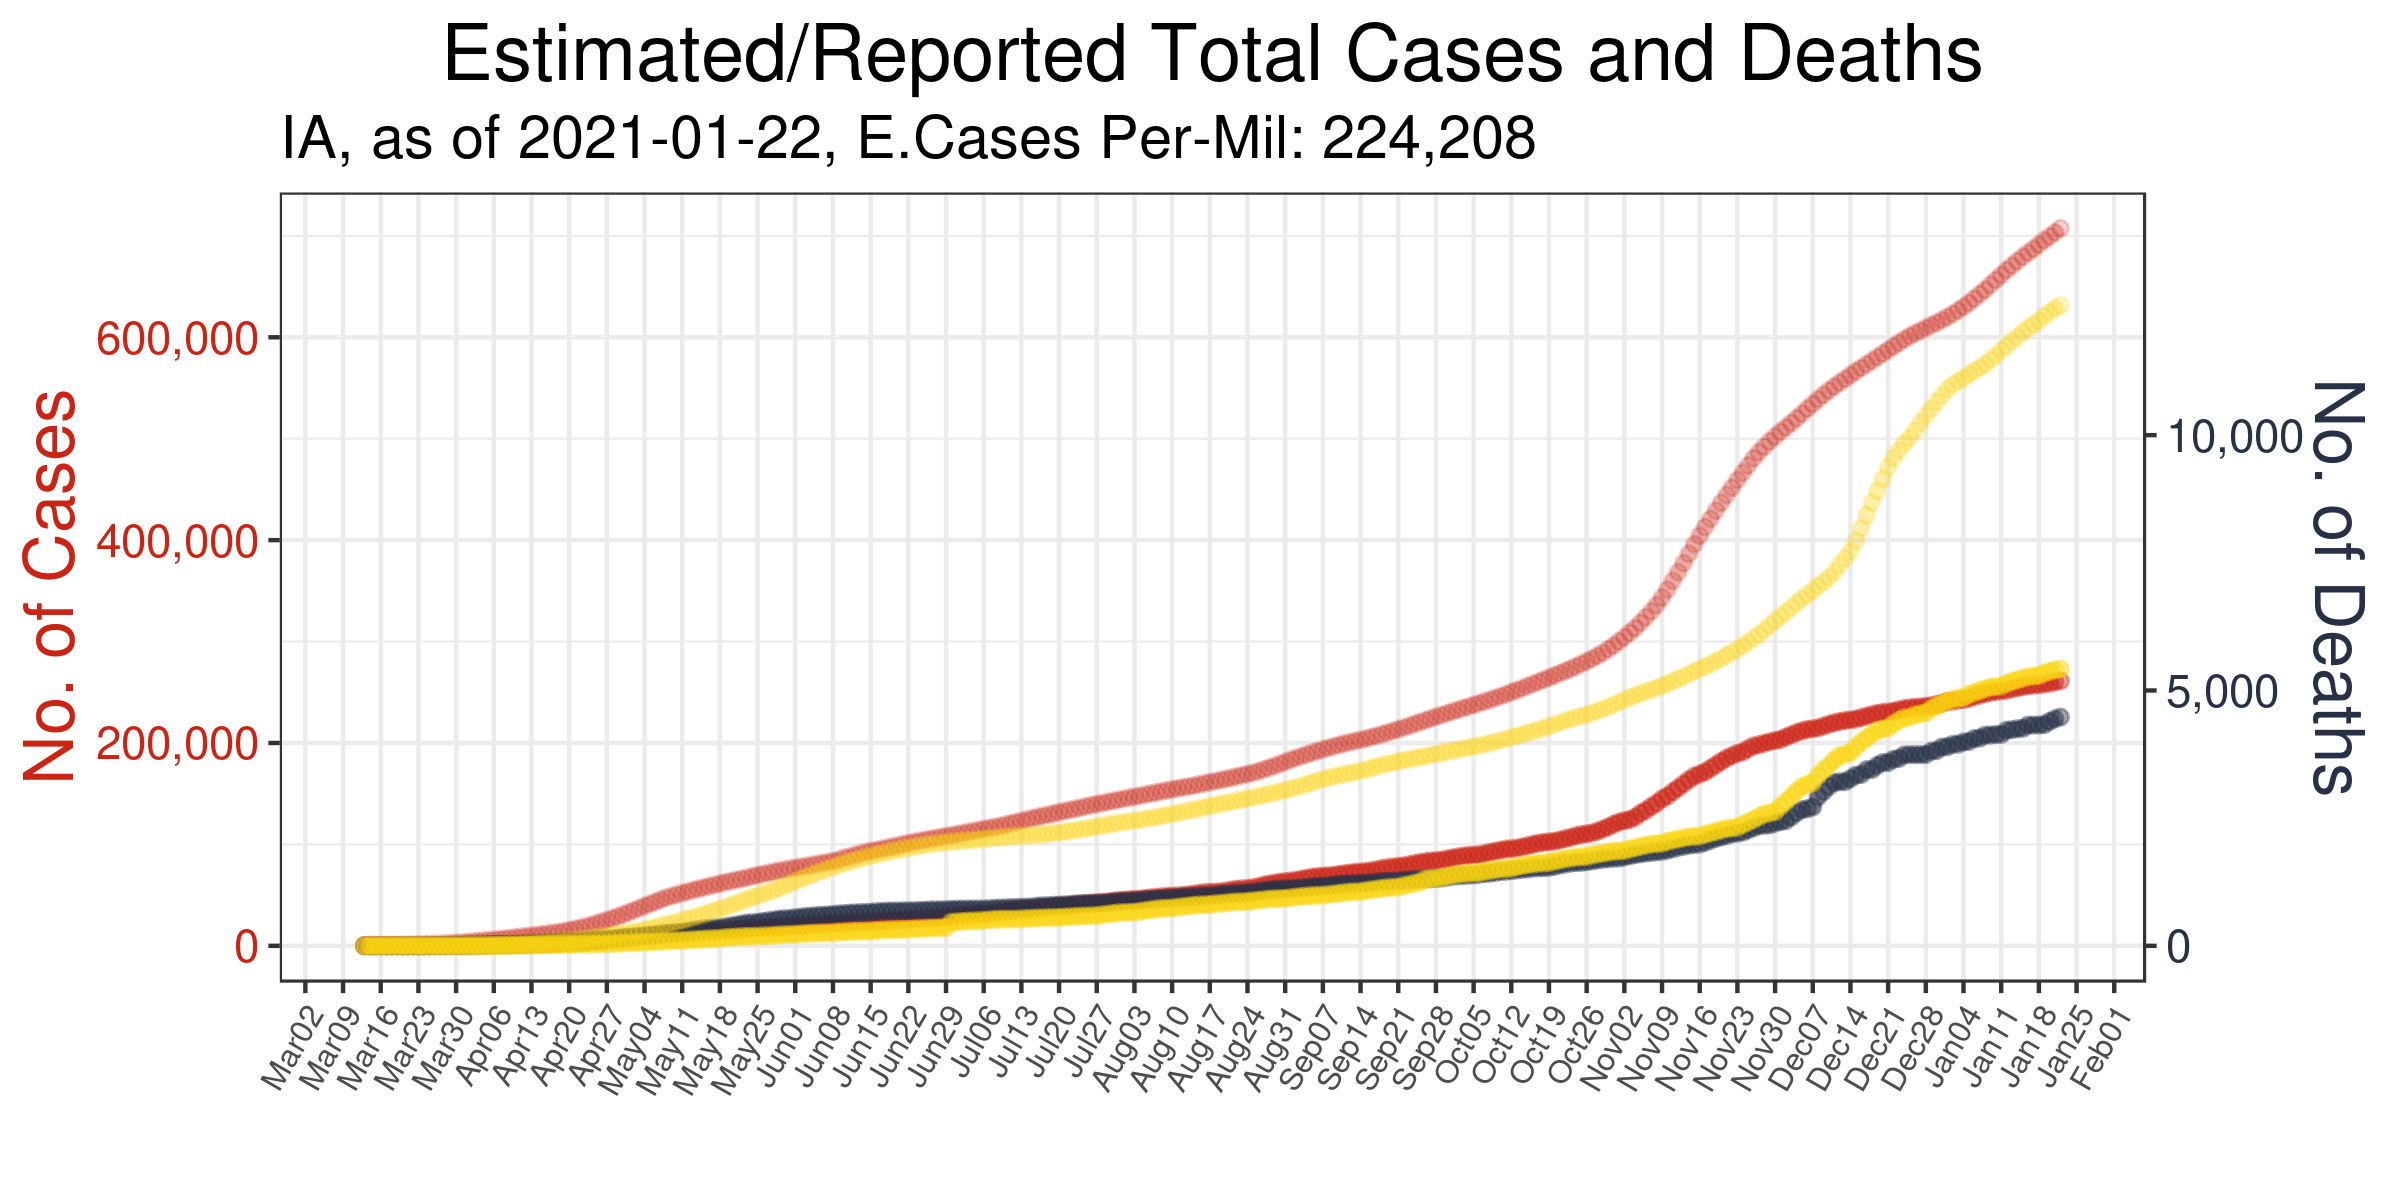 Estimated/Reported Total Cases and Deaths
IA, as of 2021-01-22, E.Cases Per-Mil: 224,208
No. of Cases
600,000
400,000
200,000
0
10,000
5,000
0
No. of Deaths
Mar02
Mar09
Mar16
Mar23
Mar30
Apr06
Apr13
Apr20
Apr27
May04
May11
May18
May25
Jun01
Jun08
Jun15
Jun22
Jun29
Jul06
Jul13
Jul20
Jul27
Aug03
Aug10
Aug17
Aug24
Aug31
Sep07
Sep14
Sep21
Sep28
Oct05
Oct12
Oct19
Oct26
Nov02
Nov09
Nov16
Nov23
Nov30
Dec07
Dec14
Dec21
Dec28
Jan04
Jan11
Jan18
Jan25
Feb01